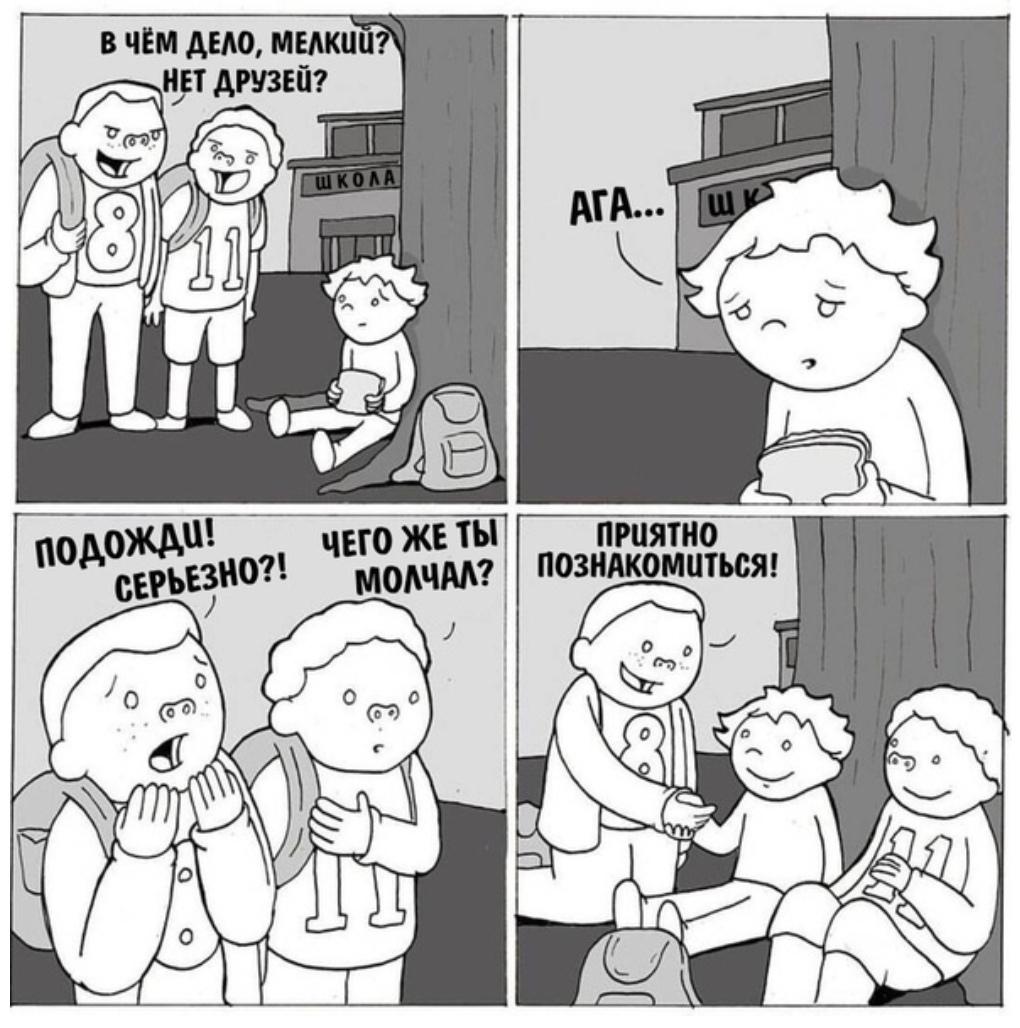 В ЧЁМ ДЕЛО, МЕЛКИЙ?
НЕТ ДРУЗЕЙ?
8
11
ШКОЛА
АГА...
ШК
ПОДОЖДИ!
СЕРЬЕЗНО?!
ЧЕГО ЖЕ ТЫ
МОЛЧАЛ?
11
ПРИЯТНО
ПОЗНАКОМИТЬСЯ!
8
11